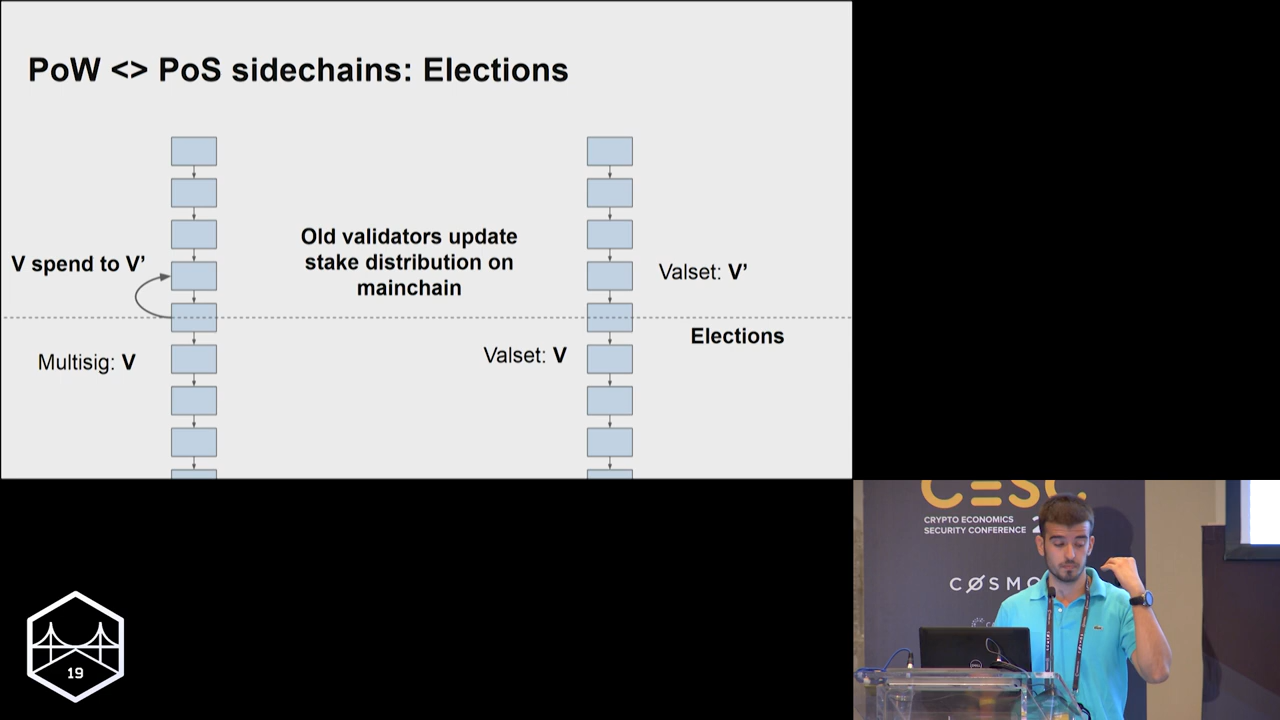 PoW <> PoS sidechains: Elections
V spend to V’
Old validators update
stake distribution on
mainchain
Valset: V’
Elections
Multisig: V
Valset: V
CESC
CRYPTO ECONOMICS
SECURITY CONFERENCE
19